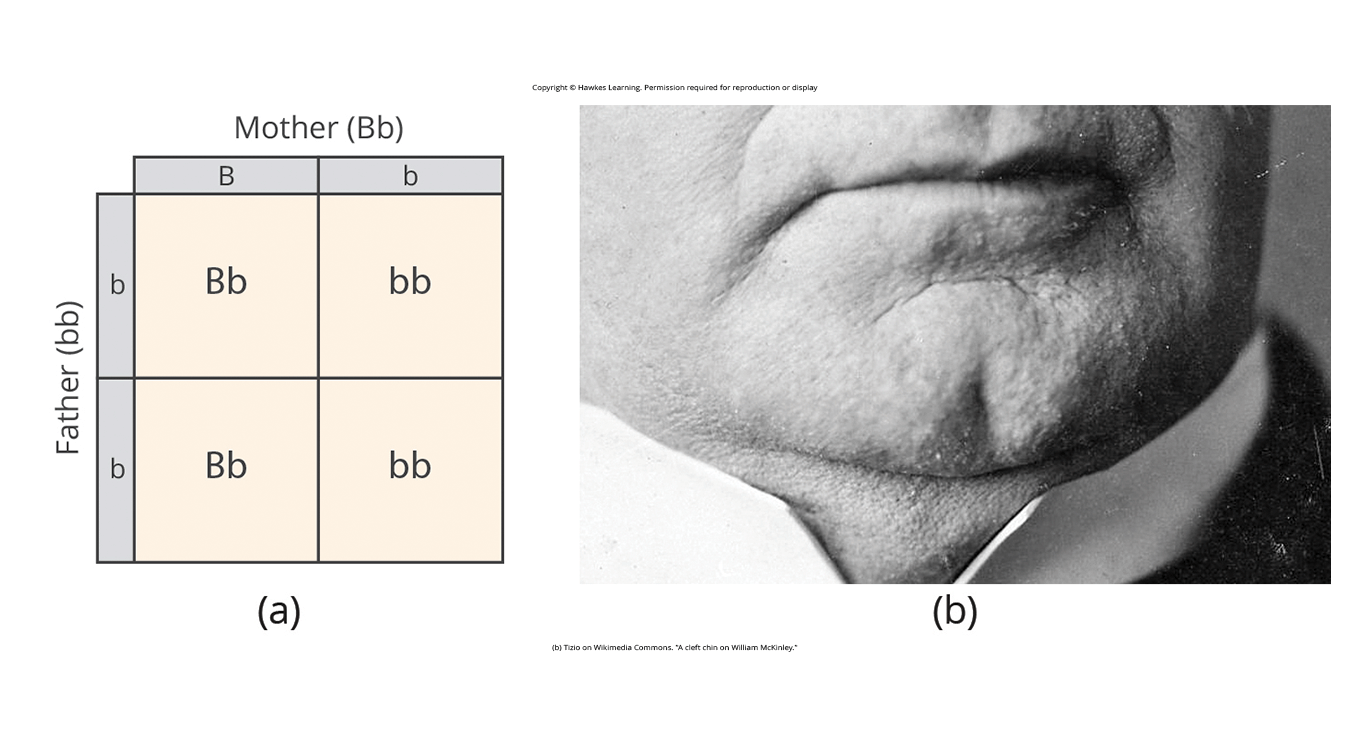 Copyright © Hawkes Learning. Permission required for reproduction or display
Mother (Bb)
B b
Father (bb)
b Bb bb
b Bb bb
(a)
(b)
(b) Tizio on Wikimedia Commons. "A cleft chin on William McKinley."